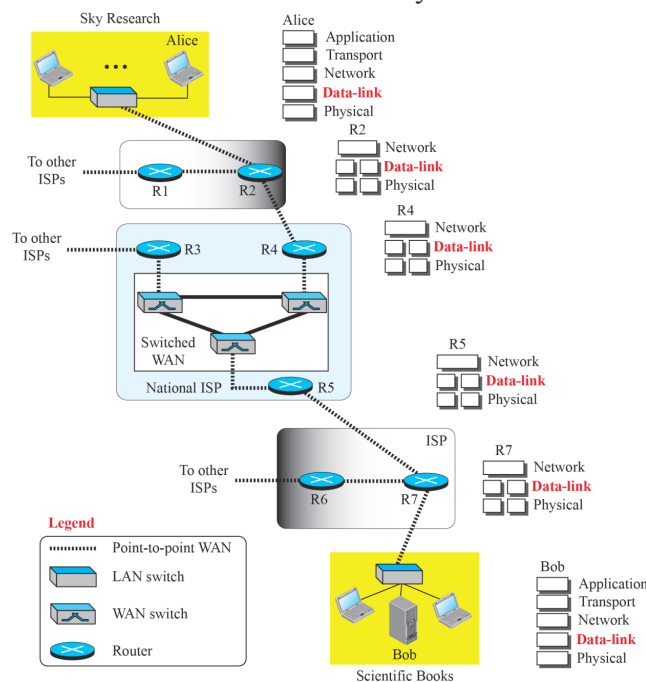 Sky Research
Alice
Alice
Application
Transport
Network
Data-link
Physical
To other
ISPs
R1
R2
R2
Network
Data-link
Physical
To other
ISPs
R3
R4
R4
Network
Data-link
Physical
Switched
WAN
National ISP
R5
R5
Network
Data-link
Physical
ISP
To other
ISPs
R6
R7
R7
Network
Data-link
Physical
Legend
Point-to-point WAN
LAN switch
WAN switch
Router
Bob
Scientific Books
Bob
Application
Transport
Network
Data-link
Physical